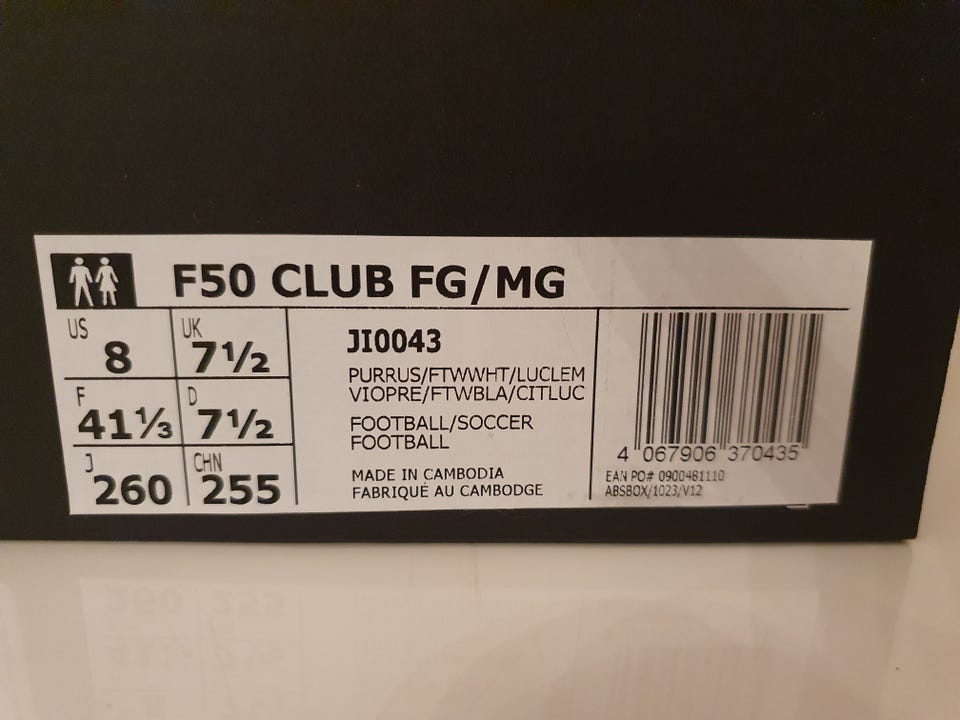 F50 CLUB FG/MG
US 8 UK 7½
F 41⅓ D 7½
J 260 CHN 255
JI0043
PURRUS/FTWWHT/LUCLEM
VIOPRE/FTWBLA/CITLUC
FOOTBALL/SOCCER
FOOTBALL
MADE IN CAMBODIA
FABRIQUÉ AU CAMBODGE
4 067906 370435
EAN PO# 0900481110
ABSBOX/1023/V12